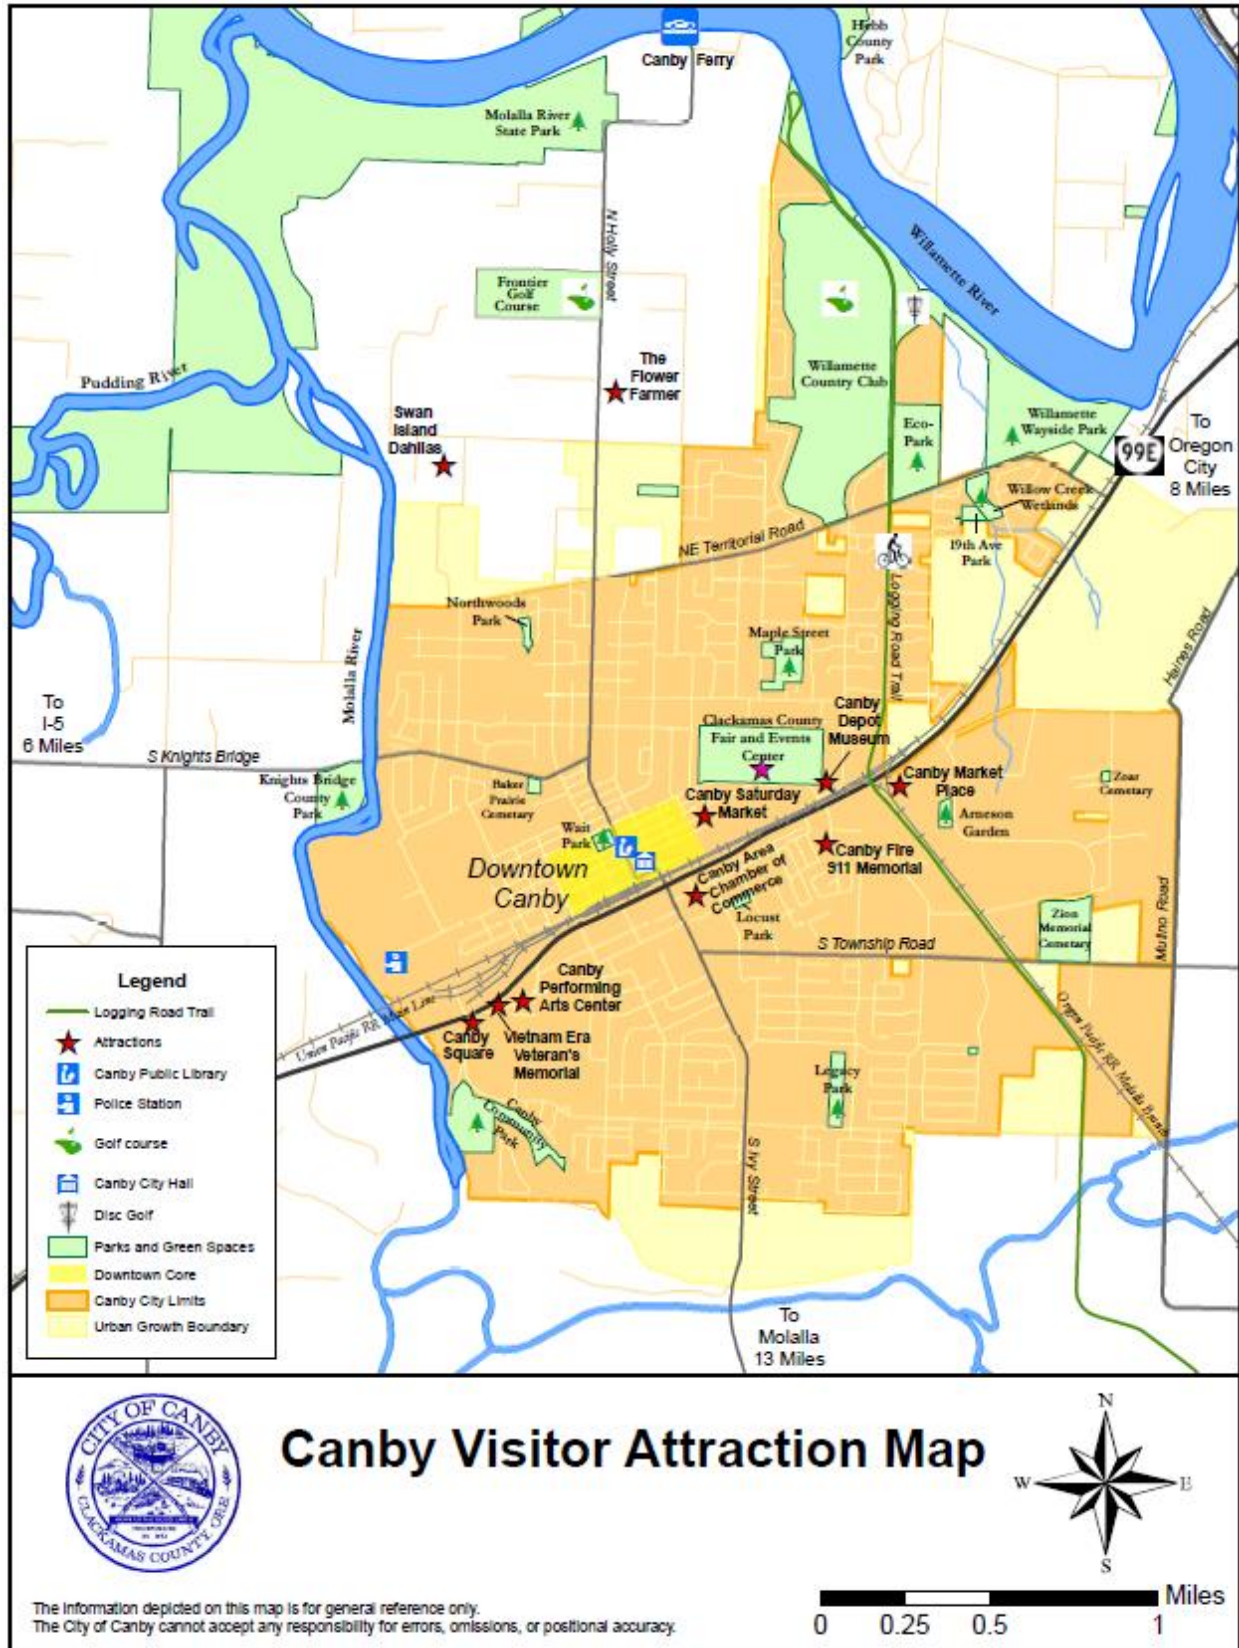 Hebb
County
Park
Canby Ferry
Molalla River
State Park
N Holly Street
Willamette River
Frontier
Golf
Course
The
Flower
Farmer
Willamette
Country Club
Pudding River
Swan
Island
Dahlias
Eco-
Park
Willamette
Wayside Park
99E
To
Oregon
City
8 Miles
Willow Creek
Wetlands
NE Territorial Road
19th Ave
Park
Logging Road Trail
Northwoods
Park
Maple Street
Park
Haines Road
Molalla River
To
I-5
6 Miles
S Knights Bridge
Canby
Depot
Museum
Clackamas County
Fair and Events
Center
Knights Bridge
County
Park
Baker
Prairie
Cemetary
Canby Saturday
Market
Canby Market
Place
Zoar
Cemetary
Arneson
Garden
Wait
Park
Downtown
Canby
Canby Area
Chamber of
Commerce
Canby Fire
911 Memorial
Locust
Park
S Township Road
Zion
Memorial
Cemetary
Mulino Road
Canby
Performing
Arts Center
Union Pacific RR Main Line
Canby
Square
Vietnam Era
Veteran's
Memorial
Oregon Pacific RR Molalla Branch
Legacy
Park
Canby
Community
Park
S Ivy Street
To
Molalla
13 Miles
Legend
Logging Road Trail
Attractions
Canby Public Library
Police Station
Golf course
Canby City Hall
Disc Golf
Parks and Green Spaces
Downtown Core
Canby City Limits
Urban Growth Boundary
CITY OF CANBY
CLACKAMAS COUNTY, ORE
Canby Visitor Attraction Map
N
W E
S
The information depicted on this map is for general reference only.
The City of Canby cannot accept any responsibility for errors, omissions, or positional accuracy.
Miles
0 0.25 0.5 1